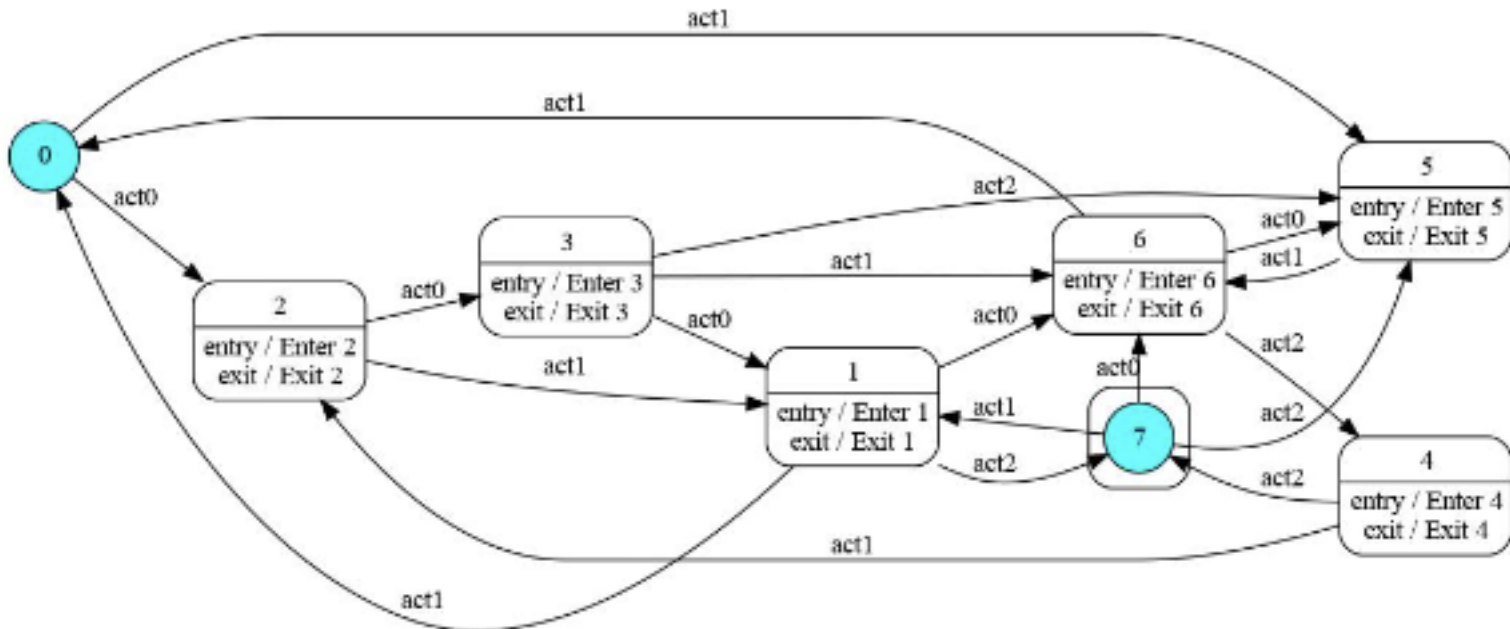 act1
act1
0
act0
act2
5
entry / Enter 5
exit / Exit 5
3
entry / Enter 3
exit / Exit 3
act1
6
entry / Enter 6
exit / Exit 6
act0
act1
2
entry / Enter 2
exit / Exit 2
act0
act0
act0
act2
act1
1
entry / Enter 1
exit / Exit 1
act0
act1
7
act2
act2
act2
4
entry / Enter 4
exit / Exit 4
act1
act1